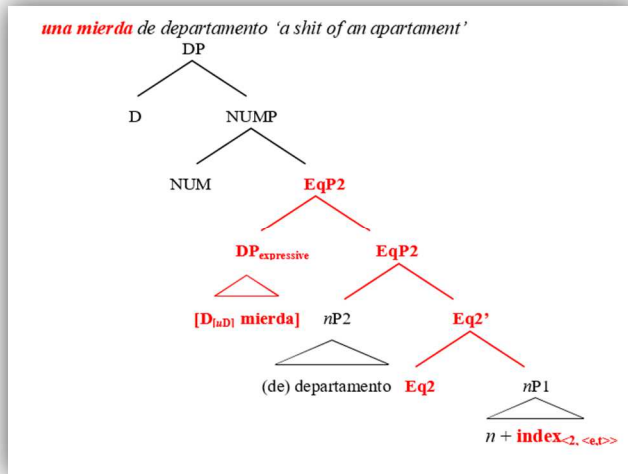 una mierda de departamento ‘a shit of an apartament’
DP
D NUMP
NUM EqP2
DPexpressive EqP2
[D[uD] mierda] nP2 Eq2’
(de) departamento Eq2 nP1
n + index<2, <e,t>>